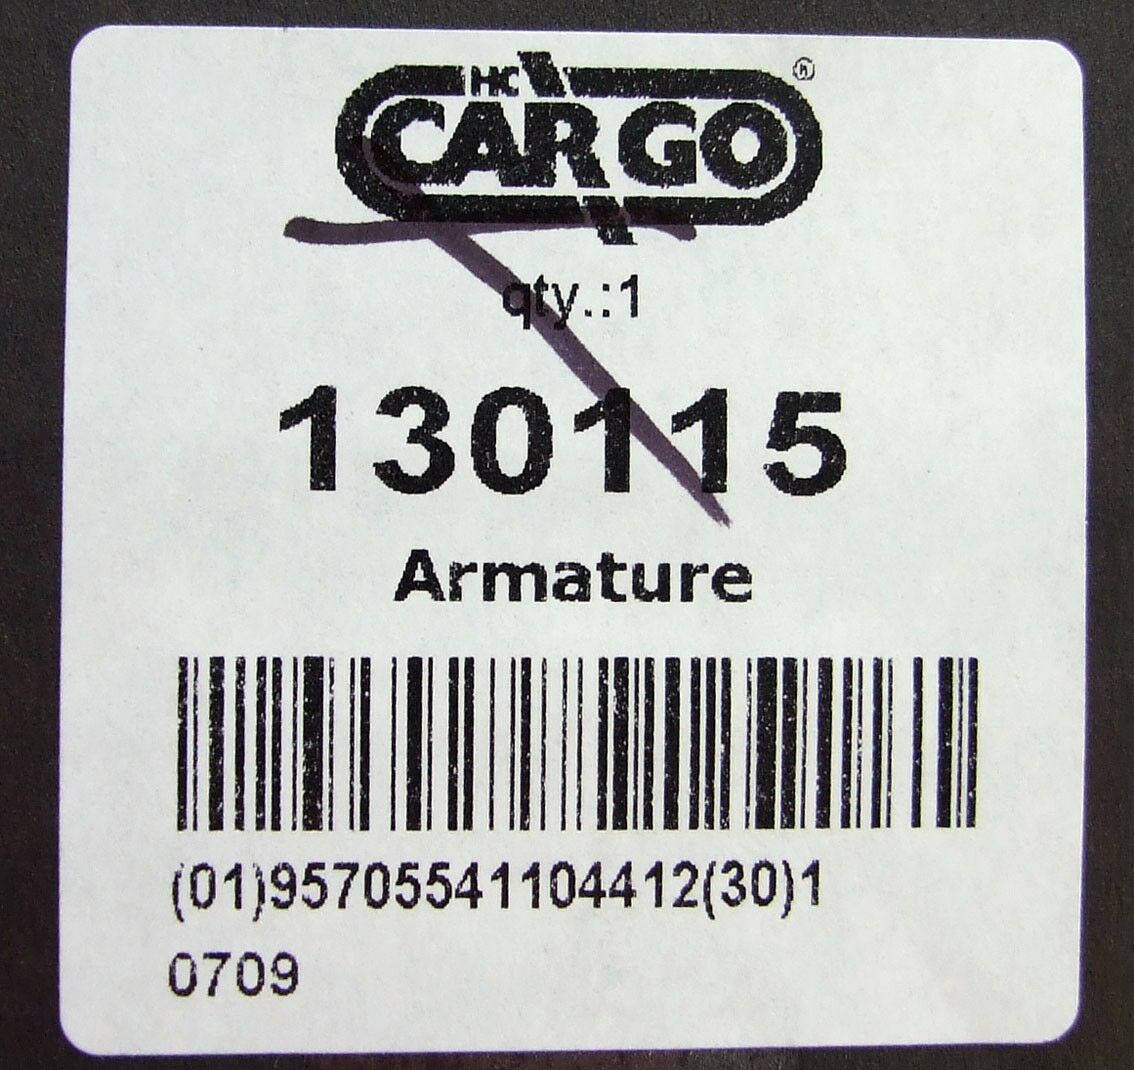 HC
CARGO®
qty.:1
130115
Armature
(01)95705541104412(30)1
0709